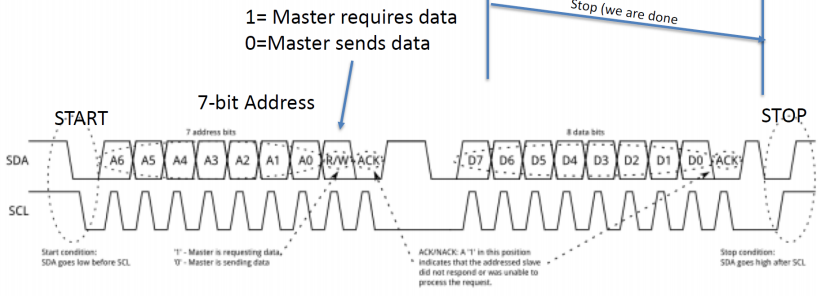 1= Master requires data
0=Master sends data
Stop (we are done
START
7-bit Address
STOP
7 address bits
8 data bits
SDA
A6 A5 A4 A3 A2 A1 A0 R/W ACK D7 D6 D5 D4 D3 D2 D1 D0 ACK
SCL
Start condition:
SDA goes low before SCL
'1' - Master is requesting data,
'0' - Master is sending data
ACK/NACK: A '1' in this position
indicates that the addressed slave
did not respond or was unable to
process the request.
Stop condition:
SDA goes high after SCL